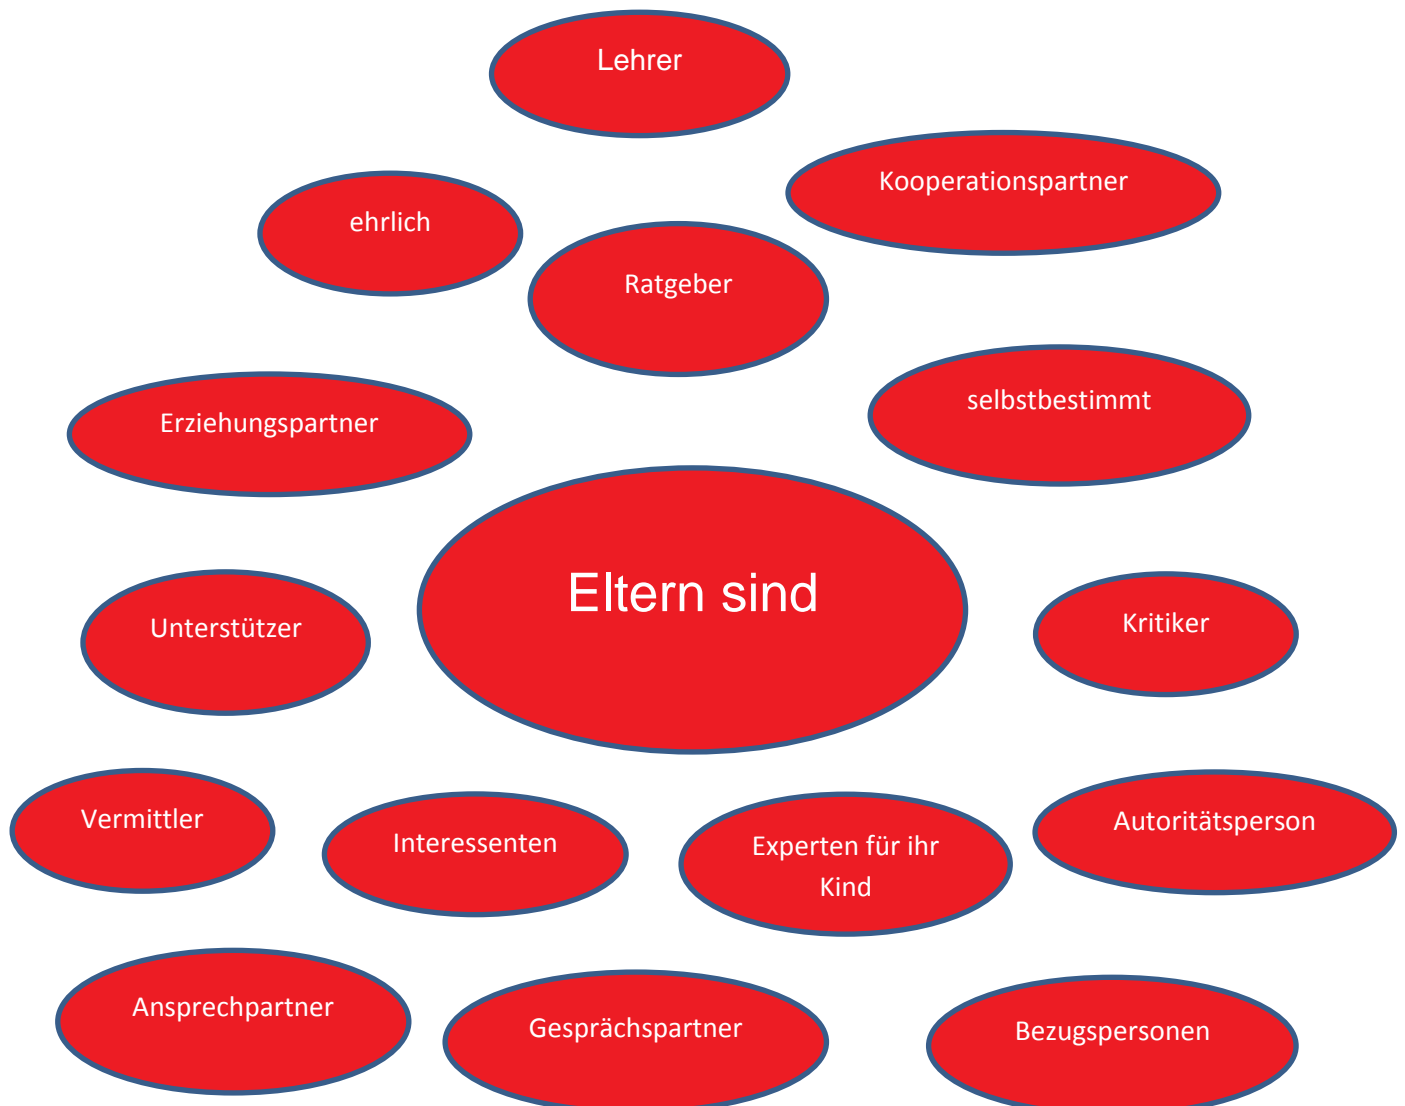 Lehrer
Kooperationspartner
ehrlich
Ratgeber
selbstbestimmt
Erziehungspartner
Eltern sind
Unterstützer
Kritiker
Vermittler
Interessenten
Experten für ihr
Kind
Autoritätsperson
Ansprechpartner
Gesprächspartner
Bezugspersonen